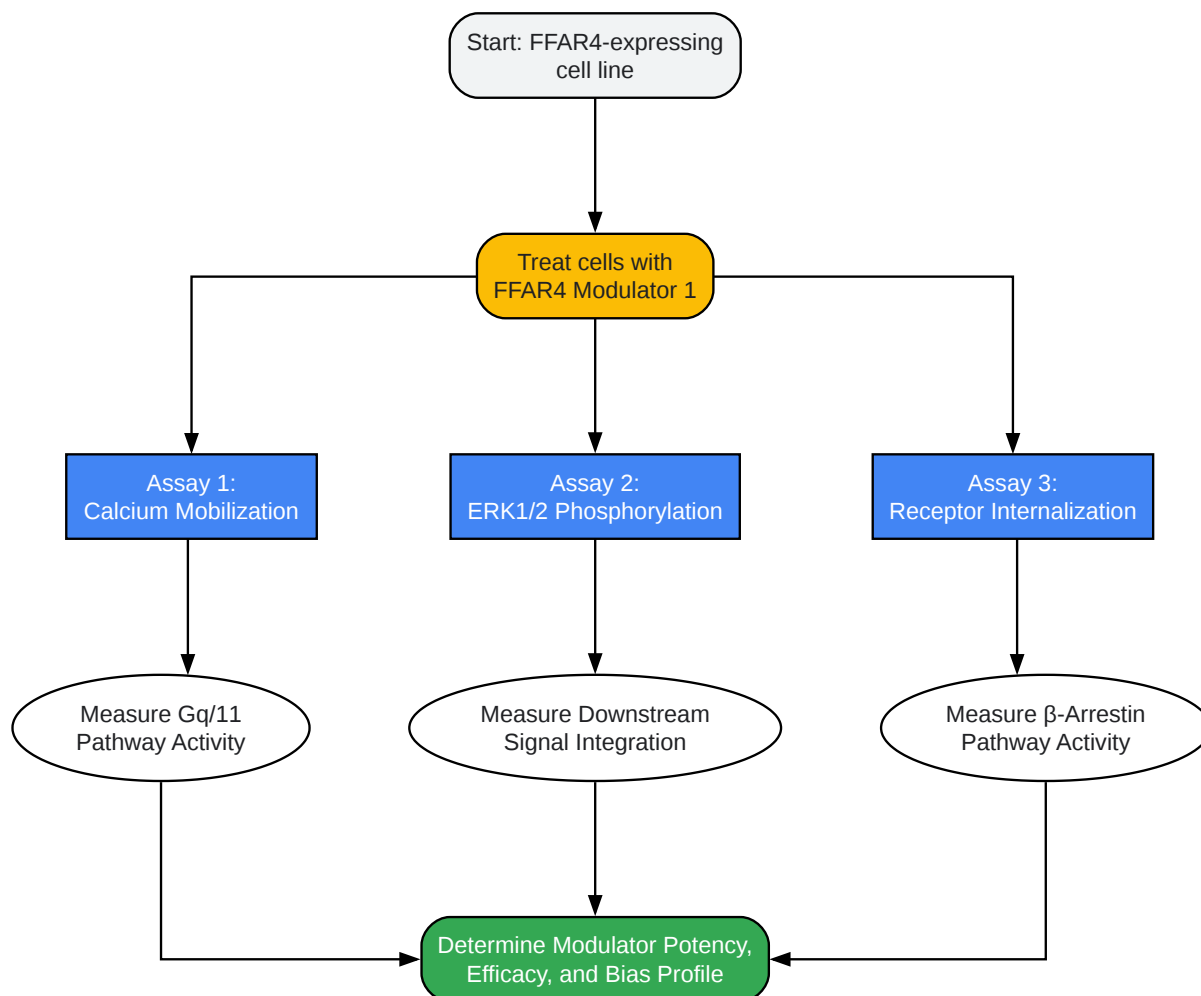 Start: FFAR4-expressing
cell line
Treat cells with
FFAR4 Modulator 1
Assay 1:
Calcium Mobilization
Assay 2:
ERK1/2 Phosphorylation
Assay 3:
Receptor Internalization
Measure Gq/11
Pathway Activity
Measure Downstream
Signal Integration
Measure β-Arrestin
Pathway Activity
Determine Modulator Potency,
Efficacy, and Bias Profile